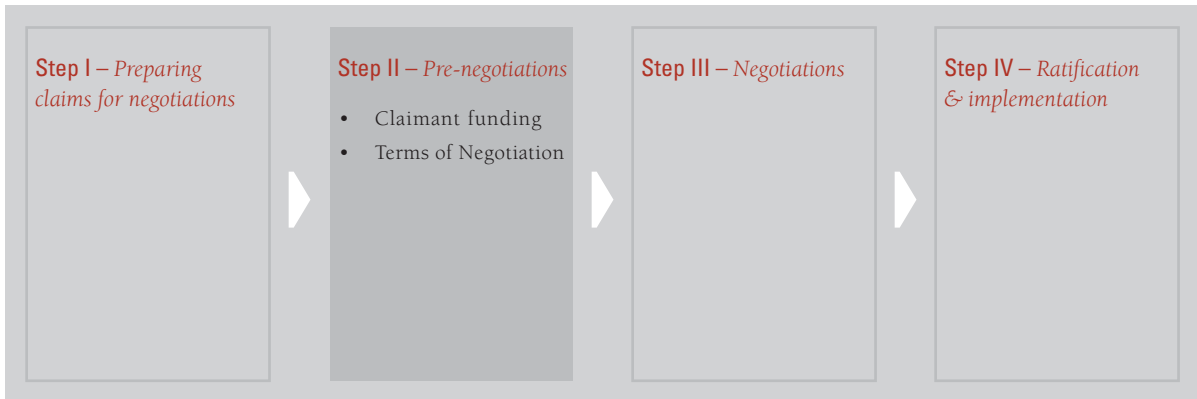 Step I – Preparing
claims for negotiations
Step II – Pre-negotiations
• Claimant funding
• Terms of Negotiation
Step III – Negotiations
Step IV – Ratification
& implementation